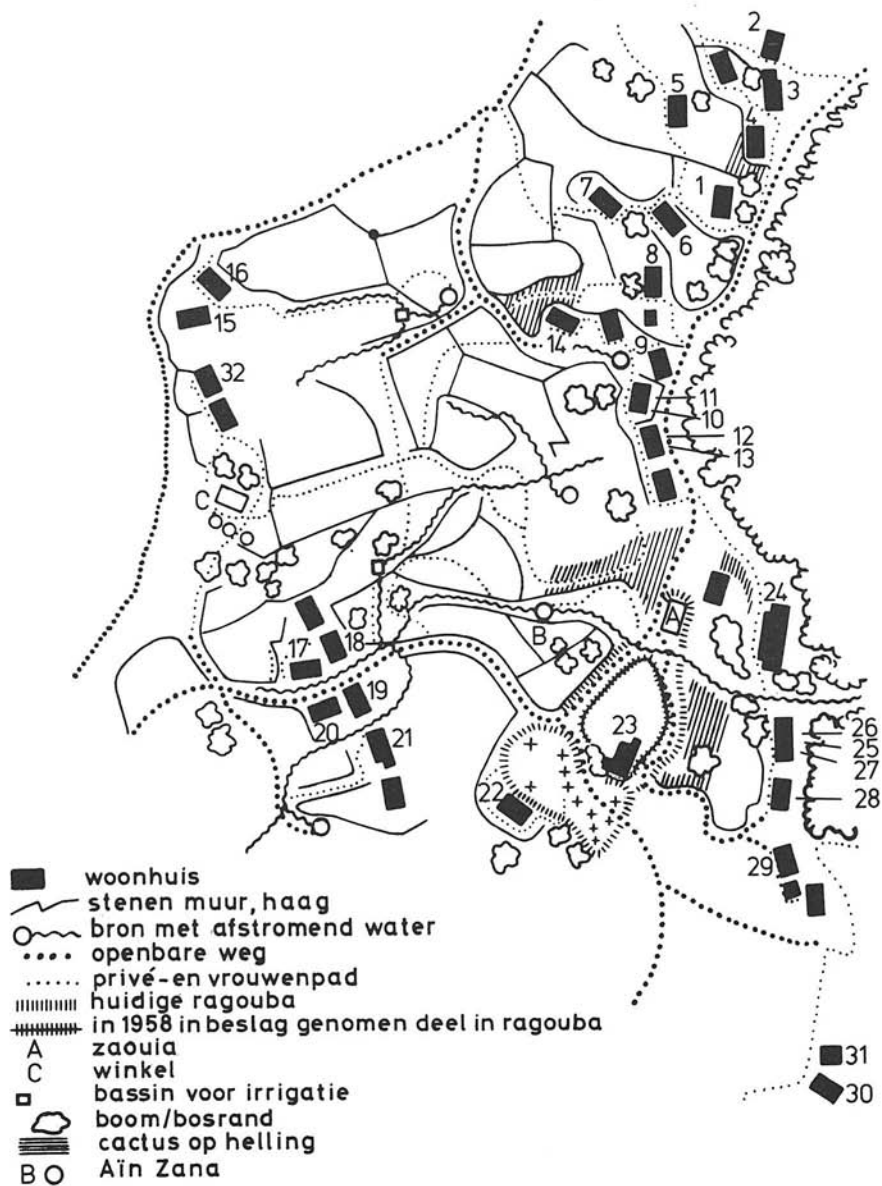 2
3
5
4
1
7
6
8
16
15
14
9
32
11
10
12
13
C
24
A
B
18
17
19
20
21
23
22
26
25
27
28
29
31
30
woonhuis
stenen muur, haag
bron met afstromend water
openbare weg
privé-en vrouwenpad
huidige ragouba
in 1958 in beslag genomen deel in ragouba
A zaouia
C winkel
bassin voor irrigatie
boom/bosrand
cactus op helling
B Aïn Zana